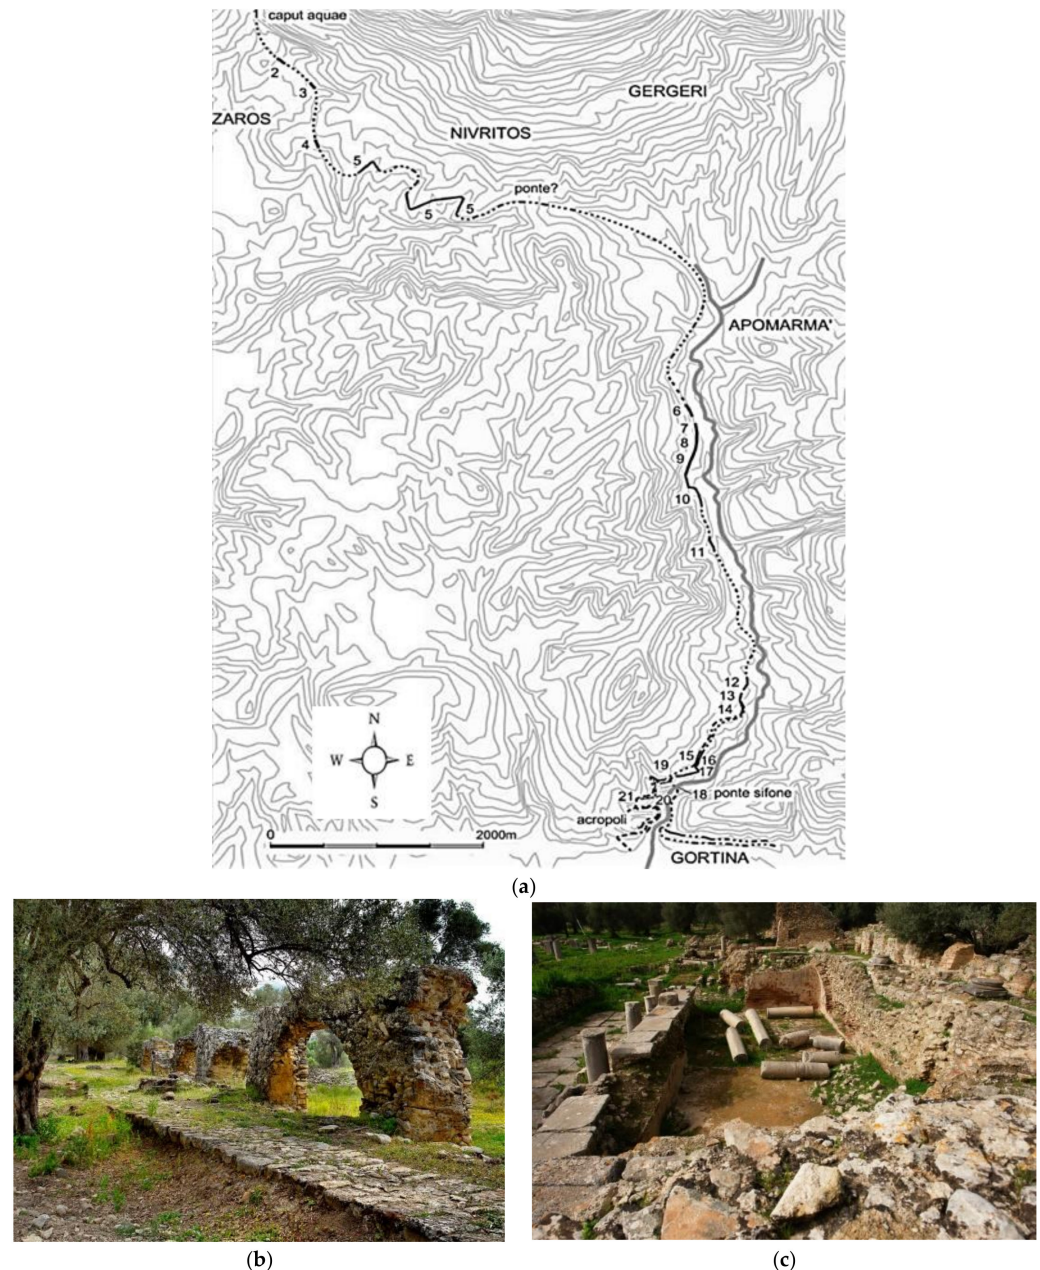 1 caput aquae
2
3
GERGERI
ZAROS
NIVRITOS
4
5
ponte?
5
5
APOMARMA'
6
7
8
9
10
11
12
13
14
N
W E
S
15
16
19
17
21
20
18 ponte sifone
acropoli
0 2000m
GORTINA
(a)
(b)
(c)